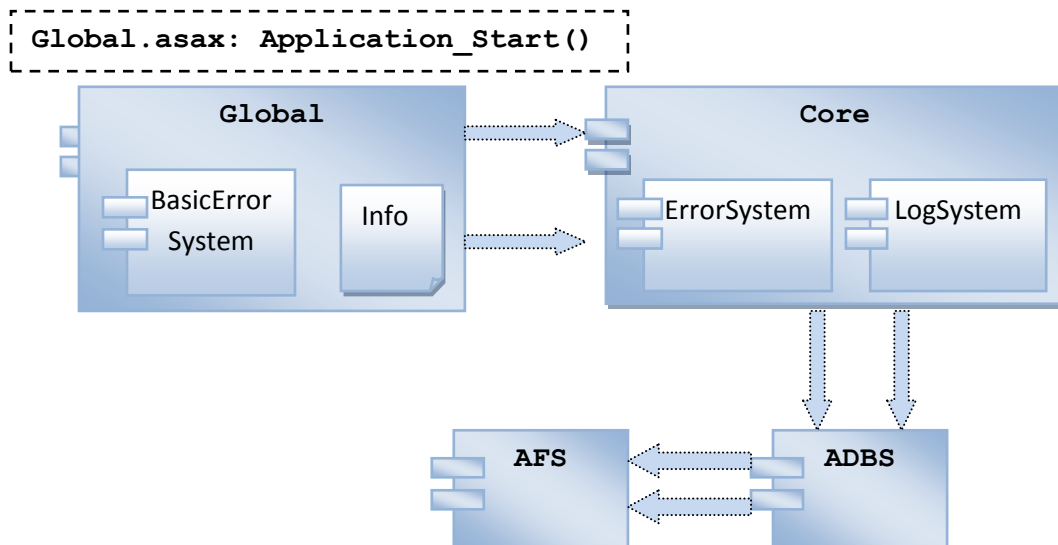 Global.asax: Application_Start()
Global
Core
BasicError
System
Info
ErrorSystem
LogSystem
AFS
ADBS